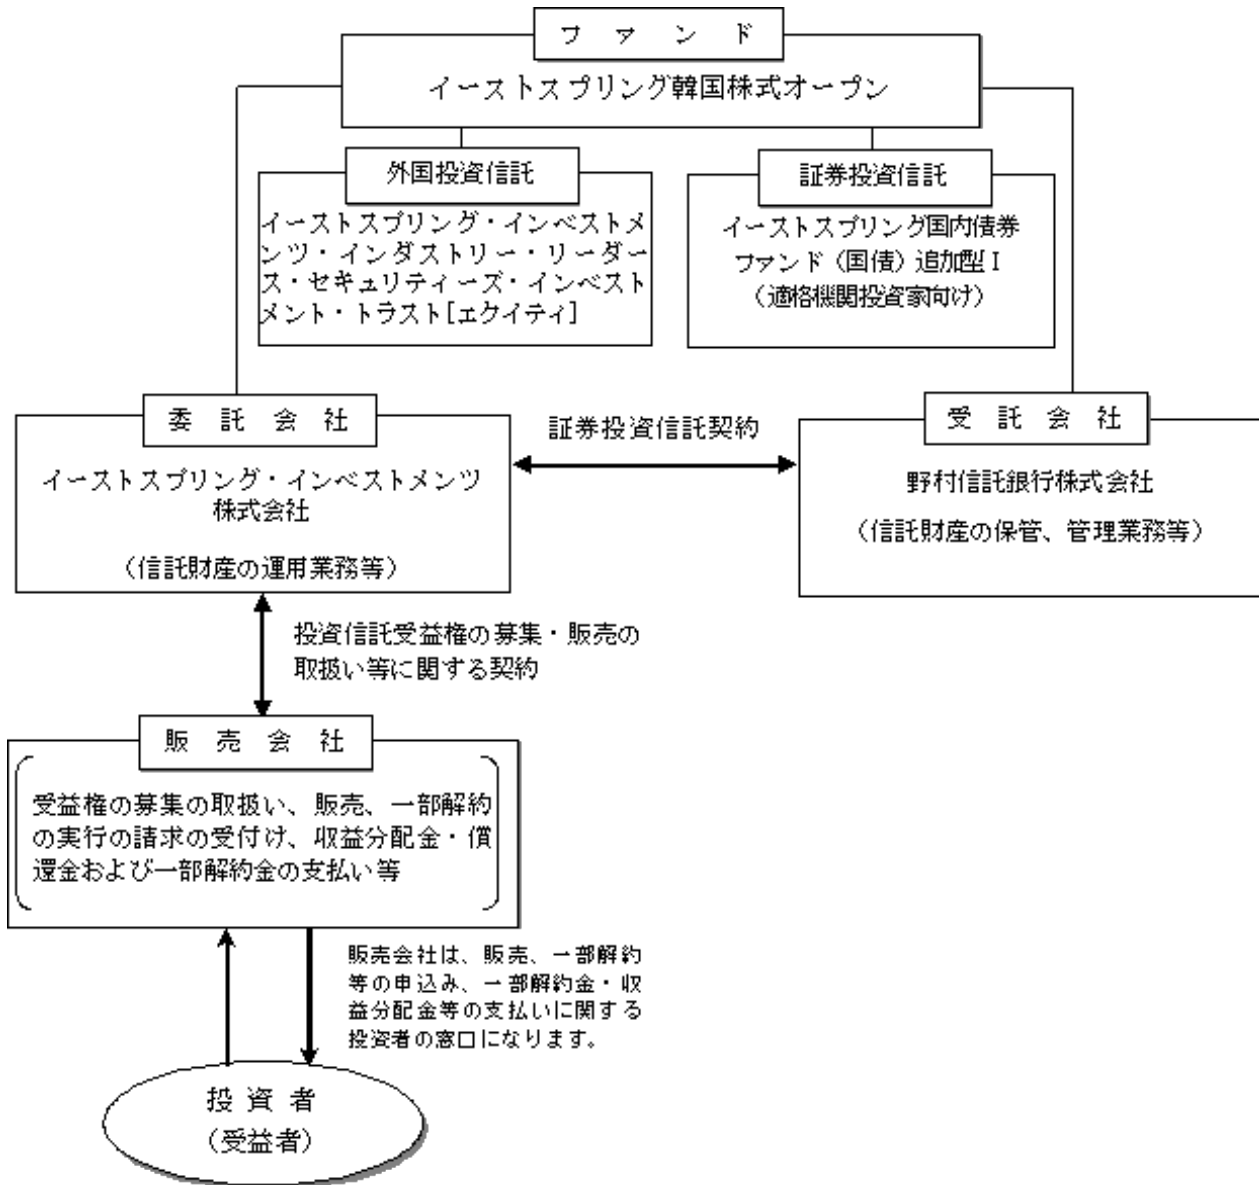 ファンド
イーストスプリング韓国株式オープン
外国投資信託
イーストスプリング・インベストメ
ンツ・インダストリー・リーダー
ス・セキュリティーズ・インベスト
メント・トラスト[エクイティ]
証券投資信託
イーストスプリング国内債券
ファンド（国債）追加型Ⅰ
（適格機関投資家向け）
委託会社
イーストスプリング・インベストメンツ
株式会社
（信託財産の運用業務等）
証券投資信託契約
受託会社
野村信託銀行株式会社
（信託財産の保管、管理業務等）
投資信託受益権の募集・販売の
取扱い等に関する契約
販売会社
受益権の募集の取扱い、販売、一部解約
の実行の請求の受付け、収益分配金・償
還金および一部解約金の支払い等
販売会社は、販売、一部解約
等の申込み、一部解約金・収
益分配金等の支払いに関する
投資者の窓口になります。
投資者
（受益者）